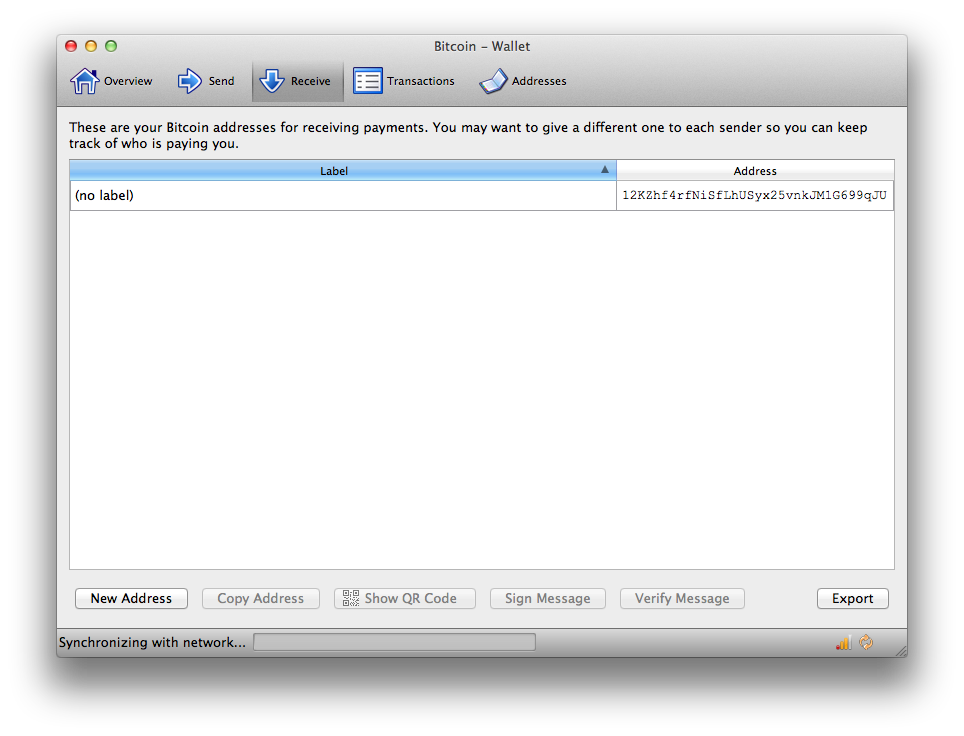 Bitcoin – Wallet
Overview Send Receive Transactions Addresses
These are your Bitcoin addresses for receiving payments. You may want to give a different one to each sender so you can keep
track of who is paying you.
Label Address
(no label) 12KZhf4rfNiSfLhUSyx25vnkJM1G699qJU
New Address Copy Address Show QR Code Sign Message Verify Message Export
Synchronizing with network...